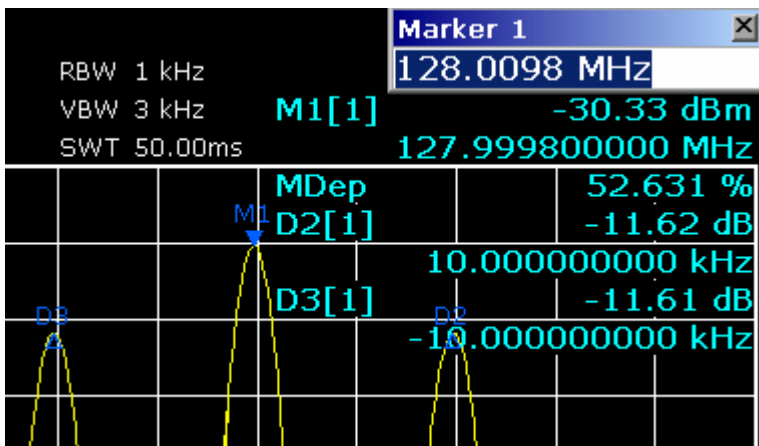 Marker 1
128.0098 MHz
RBW 1 kHz
VBW 3 kHz
SWT 50.00ms
M1[1] -30.33 dBm
127.999800000 MHz
MDep 52.631 %
M1
D2[1] -11.62 dB
10.000000000 kHz
D3[1] -11.61 dB
-10.000000000 kHz
D3
D2